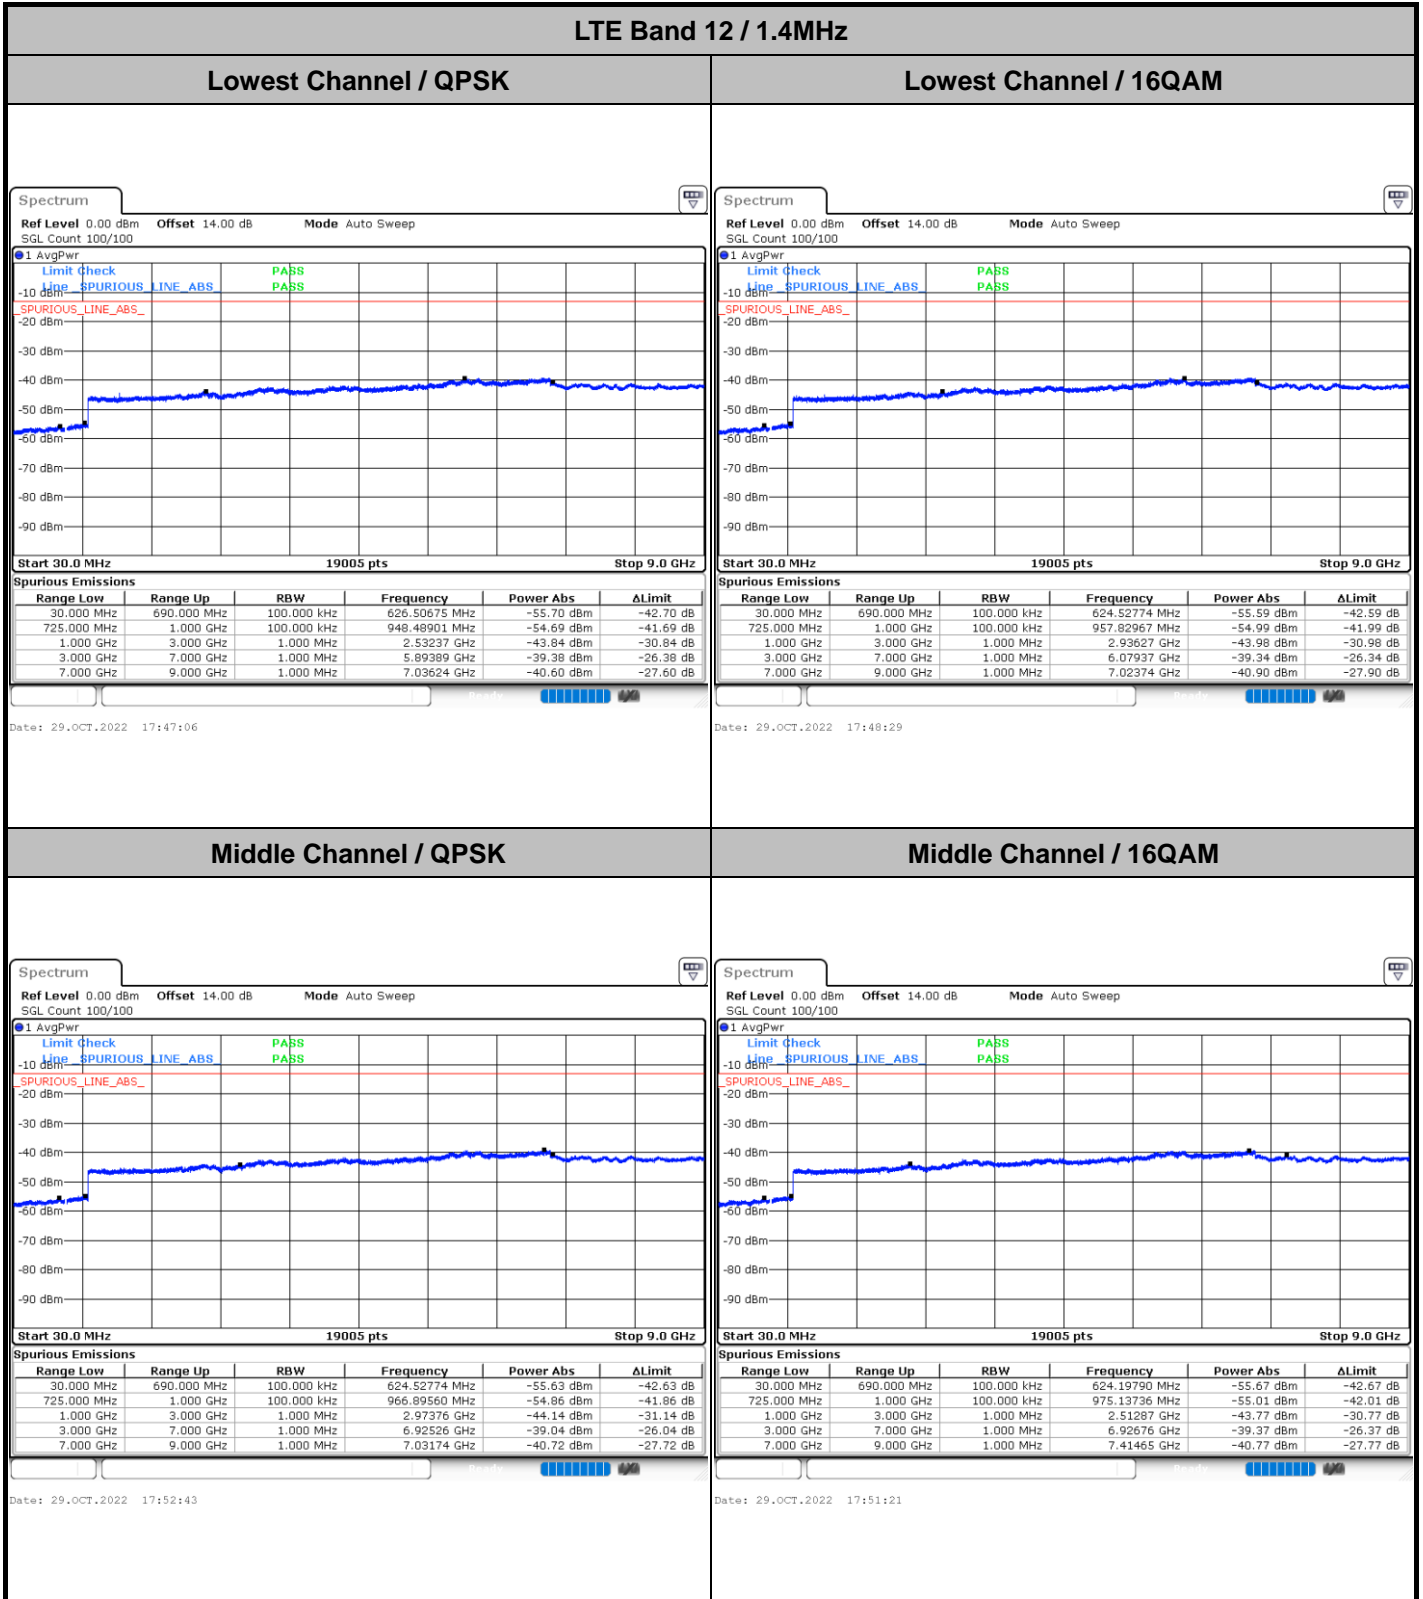 LTE Band 12 / 1.4MHz
Lowest Channel / QPSK
Lowest Channel / 16QAM
Spectrum
Ref Level 0.00 dBm Offset 14.00 dB Mode Auto Sweep
SGL Count 100/100
1 AvgPwr
Limit Check PASS
Line _SPURIOUS_LINE_ABS_ PASS
-10 dBm
_SPURIOUS_LINE_ABS_
-20 dBm
-30 dBm
-40 dBm
-50 dBm
-60 dBm
-70 dBm
-80 dBm
-90 dBm
Start 30.0 MHz 19005 pts Stop 9.0 GHz
Spurious Emissions
Range Low Range Up RBW Frequency Power Abs ΔLimit
30.000 MHz 690.000 MHz 100.000 kHz 626.50675 MHz -55.70 dBm -42.70 dB
725.000 MHz 1.000 GHz 100.000 kHz 948.48901 MHz -54.69 dBm -41.69 dB
1.000 GHz 3.000 GHz 1.000 MHz 2.53237 GHz -43.84 dBm -30.84 dB
3.000 GHz 7.000 GHz 1.000 MHz 5.89389 GHz -39.38 dBm -26.38 dB
7.000 GHz 9.000 GHz 1.000 MHz 7.03624 GHz -40.60 dBm -27.60 dB
Ready
Date: 29.OCT.2022 17:47:06
Spectrum
Ref Level 0.00 dBm Offset 14.00 dB Mode Auto Sweep
SGL Count 100/100
1 AvgPwr
Limit Check PASS
Line _SPURIOUS_LINE_ABS_ PASS
-10 dBm
_SPURIOUS_LINE_ABS_
-20 dBm
-30 dBm
-40 dBm
-50 dBm
-60 dBm
-70 dBm
-80 dBm
-90 dBm
Start 30.0 MHz 19005 pts Stop 9.0 GHz
Spurious Emissions
Range Low Range Up RBW Frequency Power Abs ΔLimit
30.000 MHz 690.000 MHz 100.000 kHz 624.52774 MHz -55.59 dBm -42.59 dB
725.000 MHz 1.000 GHz 100.000 kHz 957.82967 MHz -54.99 dBm -41.99 dB
1.000 GHz 3.000 GHz 1.000 MHz 2.93627 GHz -43.98 dBm -30.98 dB
3.000 GHz 7.000 GHz 1.000 MHz 6.07937 GHz -39.34 dBm -26.34 dB
7.000 GHz 9.000 GHz 1.000 MHz 7.02374 GHz -40.90 dBm -27.90 dB
Ready
Date: 29.OCT.2022 17:48:29
Middle Channel / QPSK
Middle Channel / 16QAM
Spectrum
Ref Level 0.00 dBm Offset 14.00 dB Mode Auto Sweep
SGL Count 100/100
1 AvgPwr
Limit Check PASS
Line _SPURIOUS_LINE_ABS_ PASS
-10 dBm
_SPURIOUS_LINE_ABS_
-20 dBm
-30 dBm
-40 dBm
-50 dBm
-60 dBm
-70 dBm
-80 dBm
-90 dBm
Start 30.0 MHz 19005 pts Stop 9.0 GHz
Spurious Emissions
Range Low Range Up RBW Frequency Power Abs ΔLimit
30.000 MHz 690.000 MHz 100.000 kHz 624.52774 MHz -55.63 dBm -42.63 dB
725.000 MHz 1.000 GHz 100.000 kHz 966.89560 MHz -54.86 dBm -41.86 dB
1.000 GHz 3.000 GHz 1.000 MHz 2.97376 GHz -44.14 dBm -31.14 dB
3.000 GHz 7.000 GHz 1.000 MHz 6.92526 GHz -39.04 dBm -26.04 dB
7.000 GHz 9.000 GHz 1.000 MHz 7.03174 GHz -40.72 dBm -27.72 dB
Ready
Date: 29.OCT.2022 17:52:43
Spectrum
Ref Level 0.00 dBm Offset 14.00 dB Mode Auto Sweep
SGL Count 100/100
1 AvgPwr
Limit Check PASS
Line _SPURIOUS_LINE_ABS_ PASS
-10 dBm
_SPURIOUS_LINE_ABS_
-20 dBm
-30 dBm
-40 dBm
-50 dBm
-60 dBm
-70 dBm
-80 dBm
-90 dBm
Start 30.0 MHz 19005 pts Stop 9.0 GHz
Spurious Emissions
Range Low Range Up RBW Frequency Power Abs ΔLimit
30.000 MHz 690.000 MHz 100.000 kHz 624.19790 MHz -55.67 dBm -42.67 dB
725.000 MHz 1.000 GHz 100.000 kHz 975.13736 MHz -55.01 dBm -42.01 dB
1.000 GHz 3.000 GHz 1.000 MHz 2.51287 GHz -43.77 dBm -30.77 dB
3.000 GHz 7.000 GHz 1.000 MHz 6.92676 GHz -39.37 dBm -26.37 dB
7.000 GHz 9.000 GHz 1.000 MHz 7.41465 GHz -40.77 dBm -27.77 dB
Ready
Date: 29.OCT.2022 17:51:21